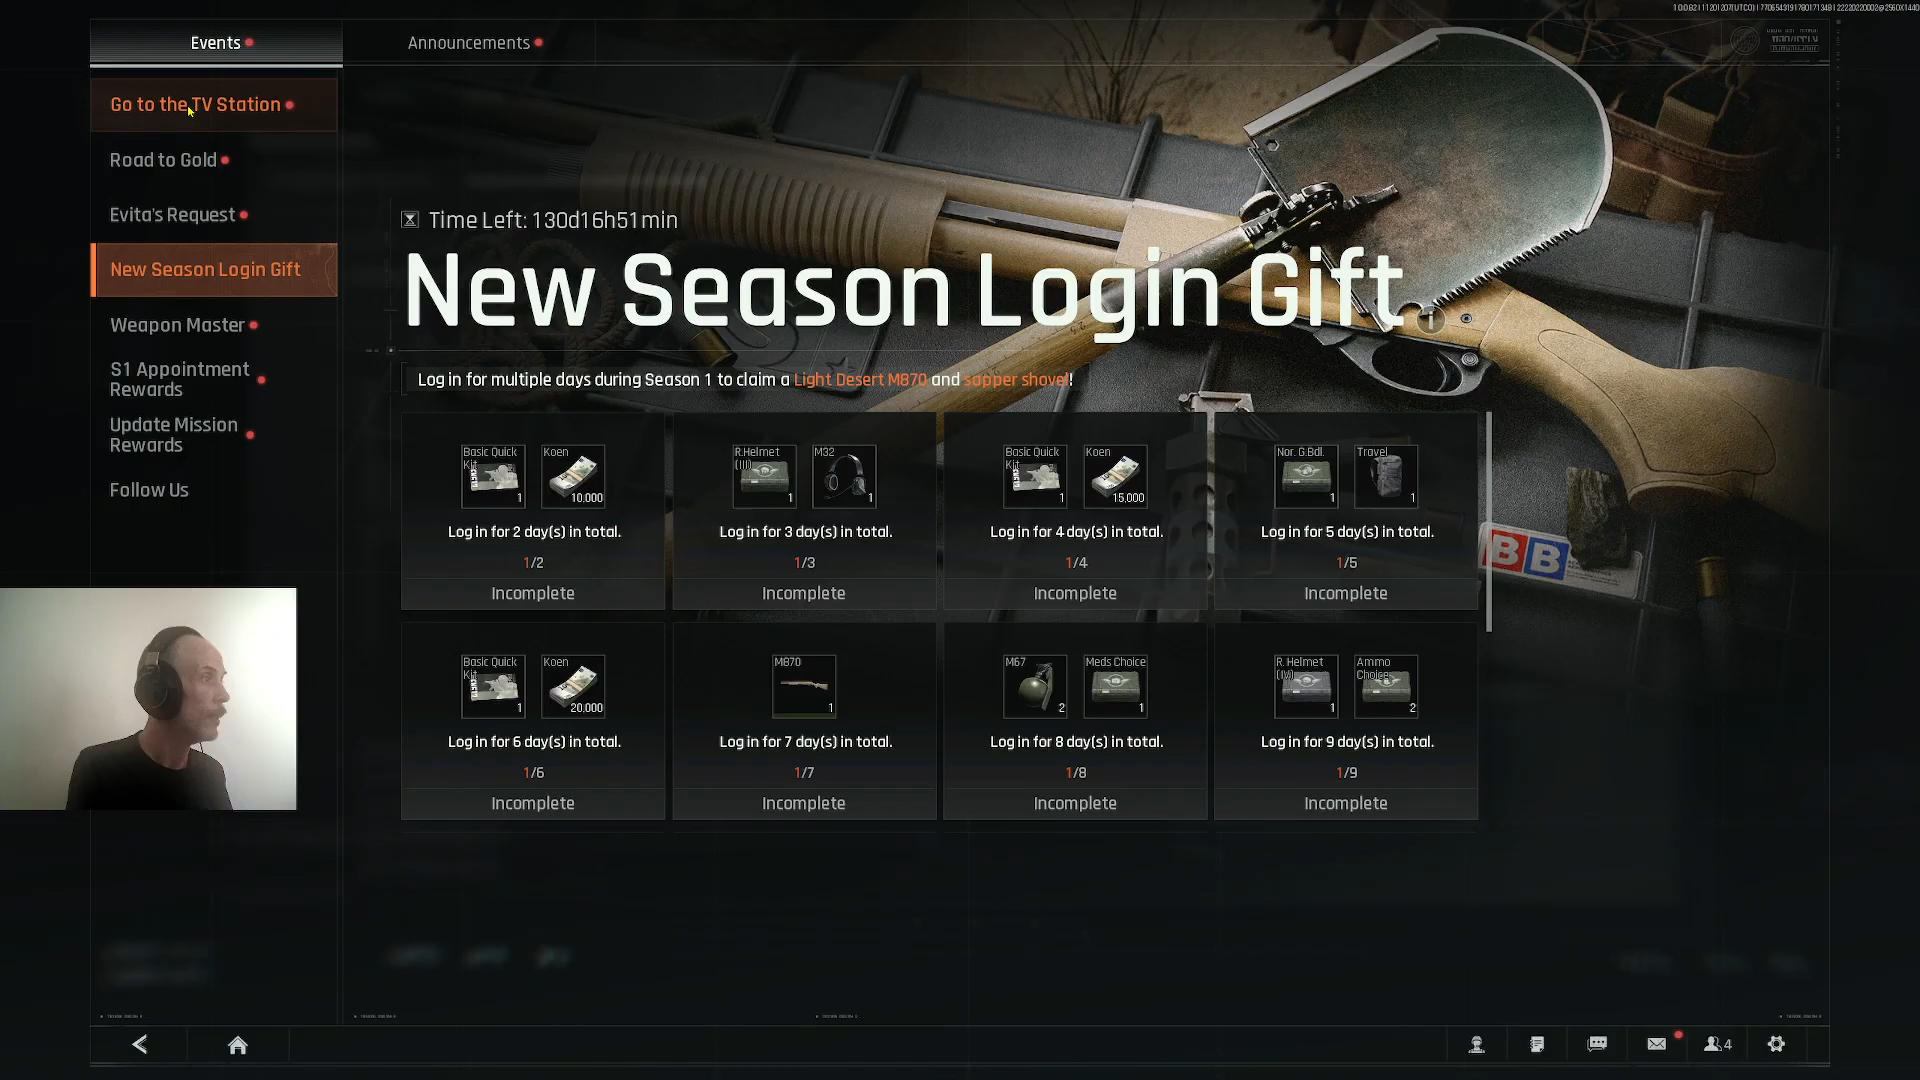 Events
Announcements
Go to the TV Station
Road to Gold
Evita's Request
New Season Login Gift
Weapon Master
S1 Appointment
Rewards
Update Mission
Rewards
Follow Us
Time Left: 130d16h51min
New Season Login Gift
Log in for multiple days during Season 1 to claim a Light Desert M870 and sapper shovel!
Basic Quick
Kit
1
Koen
10,000
Log in for 2 day(s) in total.
1/2
Incomplete
R.Helmet
(III)
1
M32
1
Log in for 3 day(s) in total.
1/3
Incomplete
Basic Quick
Kit
1
Koen
15,000
Log in for 4 day(s) in total.
1/4
Incomplete
Nor. G.Bdl.
1
Travel
1
Log in for 5 day(s) in total.
1/5
Incomplete
BB
Basic Quick
Kit
1
Koen
20,000
Log in for 6 day(s) in total.
1/6
Incomplete
M870
1
Log in for 7 day(s) in total.
1/7
Incomplete
M67
2
Meds Choice
1
Log in for 8 day(s) in total.
1/8
Incomplete
R. Helmet
(IV)
1
Ammo
Choice
2
Log in for 9 day(s) in total.
1/9
Incomplete
4